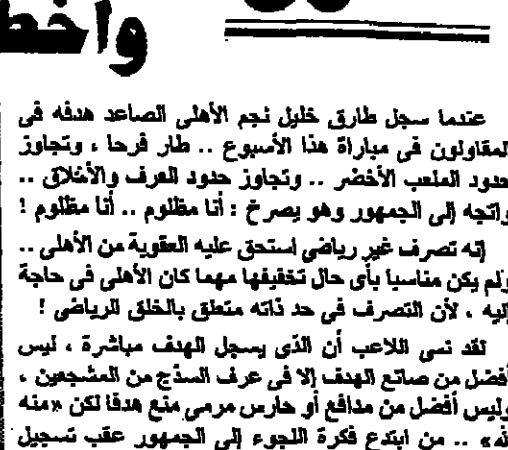 واخط
عندما سجل طارق خليل نجم الأهلى الصاعد هدفه فى
المقاولون فى مباراة هذا الأسبوع .. طار فرحا ، وتجاوز
حدود الملعب الأخضر .. وتجاوز حدود العرف والأخلاق ..
واتجه إلى الجمهور وهو يصرخ : أنا مظلوم .. أنا مظلوم !
إنه تصرف غير رياضي استحق عليه العقوبة من الأهلى ..
ولم يكن مناسبا بأى حال تخفيفها مهما كان الأهلى فى حاجة
إليه ، لأن التصرف فى حد ذاته متعلق بالخلق الرياضي !
لقد نسى اللاعب أن الذى يسجل الهدف مباشرة ، ليس
أفضل من صانع الهدف إلا فى عرف السذج من المشجعين ،
وليس أفضل من مدافع أو حارس مرمى منع هدفا لكن «منه
لله» .. من ابتدع فكرة اللجوء إلى الجمهور عقب تسجيل